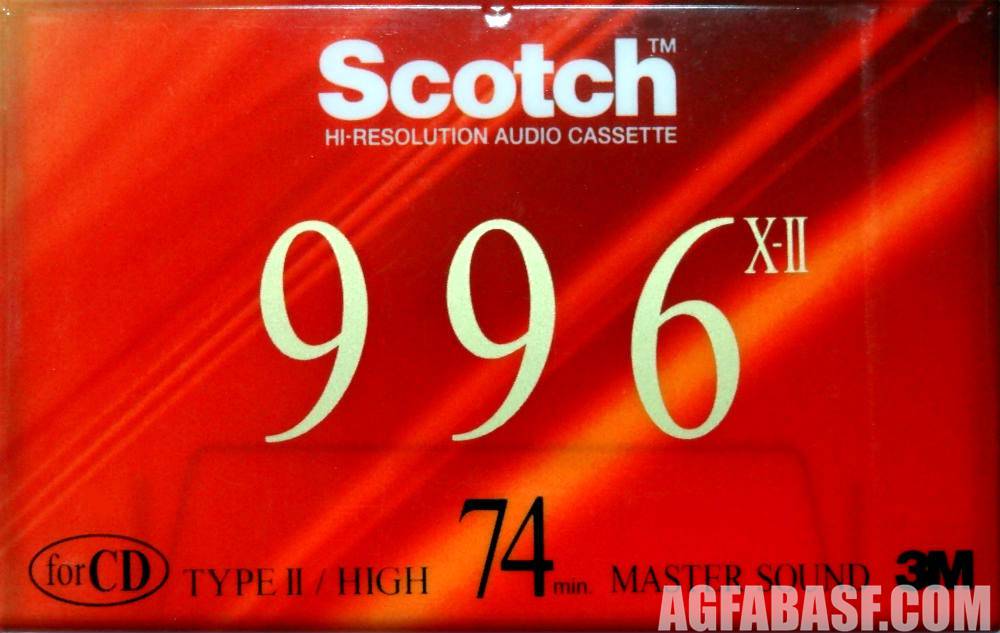 Scotch™
HI-RESOLUTION AUDIO CASSETTE
996 X-II
for CD TYPE II / HIGH 74 min. MASTER SOUND 3M
AGFABASF.COM